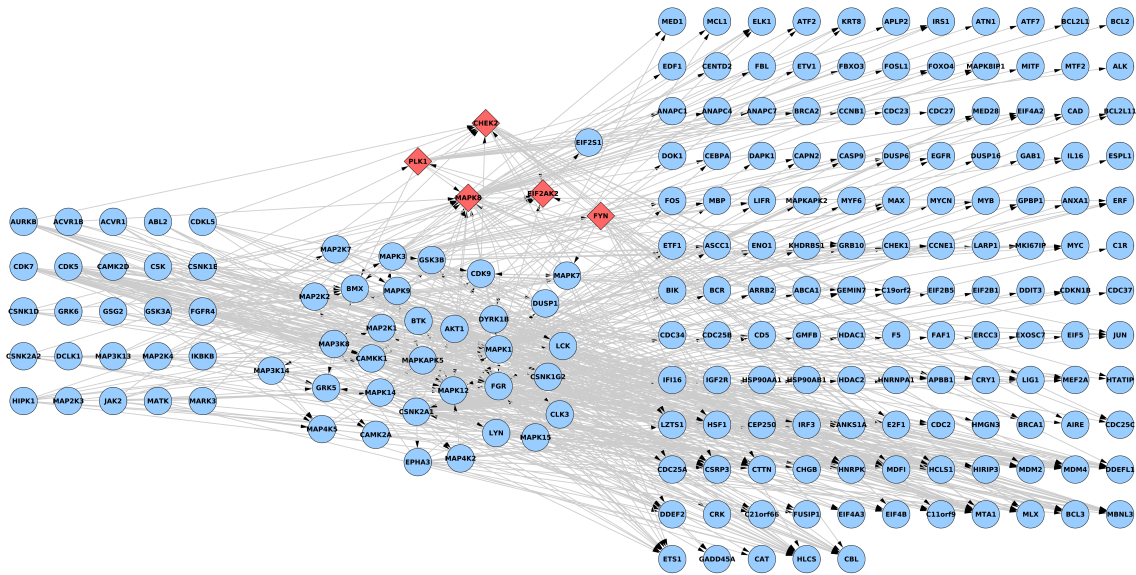 MED1 MCL1 ELK1 ATF2 KRT8 APLP2 IRS1 ATN1 ATF7 BCL2L1 BCL2
EDF1 CENTD2 FBL ETV1 FBXO3 FOSL1 FOXO4 MAPK8IP1 MITF MTF2 ALK
ANAPC1 ANAPC4 ANAPC7 BRCA2 CCNB1 CDC23 CDC27 MED28 EIF4A2 CAD BCL2L11
CHEK2
EIF2S1
DOK1 CEBPA DAPK1 CAPN2 CASP9 DUSP6 EGFR DUSP16 GAB1 IL16 ESPL1
PLK1
MAPK8 EIF2AK2
FOS MBP LIFR MAPKAPK2 MYF6 MAX MYCN MYB GPBP1 ANXA1 ERF
FYN
AURKB ACVR1B ACVR1 ABL2 CDKL5
MAP2K7 MAPK3 GSK3B
ETF1 ASCC1 ENO1 KHDRBS1 GRB10 CHEK1 CCNE1 LARP1 MKI67IP MYC C1R
CDK7 CDK5 CAMK2D CSK CSNK1E
CDK9 MAPK7
MAP2K2 BMX MAPK9 DUSP1
BIK BCR ARRB2 ABCA1 GEMIN7 C19orf2 EIF2B5 EIF2B1 DDIT3 CDKN1B CDC37
CSNK1D GRK6 GSG2 GSK3A FGFR4
MAP2K1 BTK AKT1 DYRK1B
CDC34 CDC25B CD5 GMFB HDAC1 F5 FAF1 ERCC3 EXOSC7 EIF5 JUN
MAP3K8 CAMKK1 MAPKAPK5 MAPK1 LCK
CSNK2A2 DCLK1 MAP3K13 MAP2K4 IKBKB
MAP3K14 CSNK1G2
IFI16 IGF2R HSP90AA1 HSP90AB1 HDAC2 HNRNPA1 APBB1 CRY1 LIG1 MEF2A HTATIP
GRK5 MAPK14 MAPK12 FGR
HIPK1 MAP2K3 JAK2 MATK MARK3
CSNK2A1 CLK3
LZTS1 HSF1 CEP250 IRF3 ANKS1A E2F1 CDC2 HMGN3 BRCA1 AIRE CDC25C
MAP4K5 CAMK2A LYN MAPK15
EPHA3 MAP4K2
CDC25A CSRP3 CTTN CHGB HNRPK MDFI HCLS1 HIRIP3 MDM2 MDM4 DDEFL1
DDEF2 CRK C21orf66 FUSIP1 EIF4A3 EIF4B C11orf9 MTA1 MLX BCL3 MBNL3
ETS1 GADD45A CAT HLCS CBL